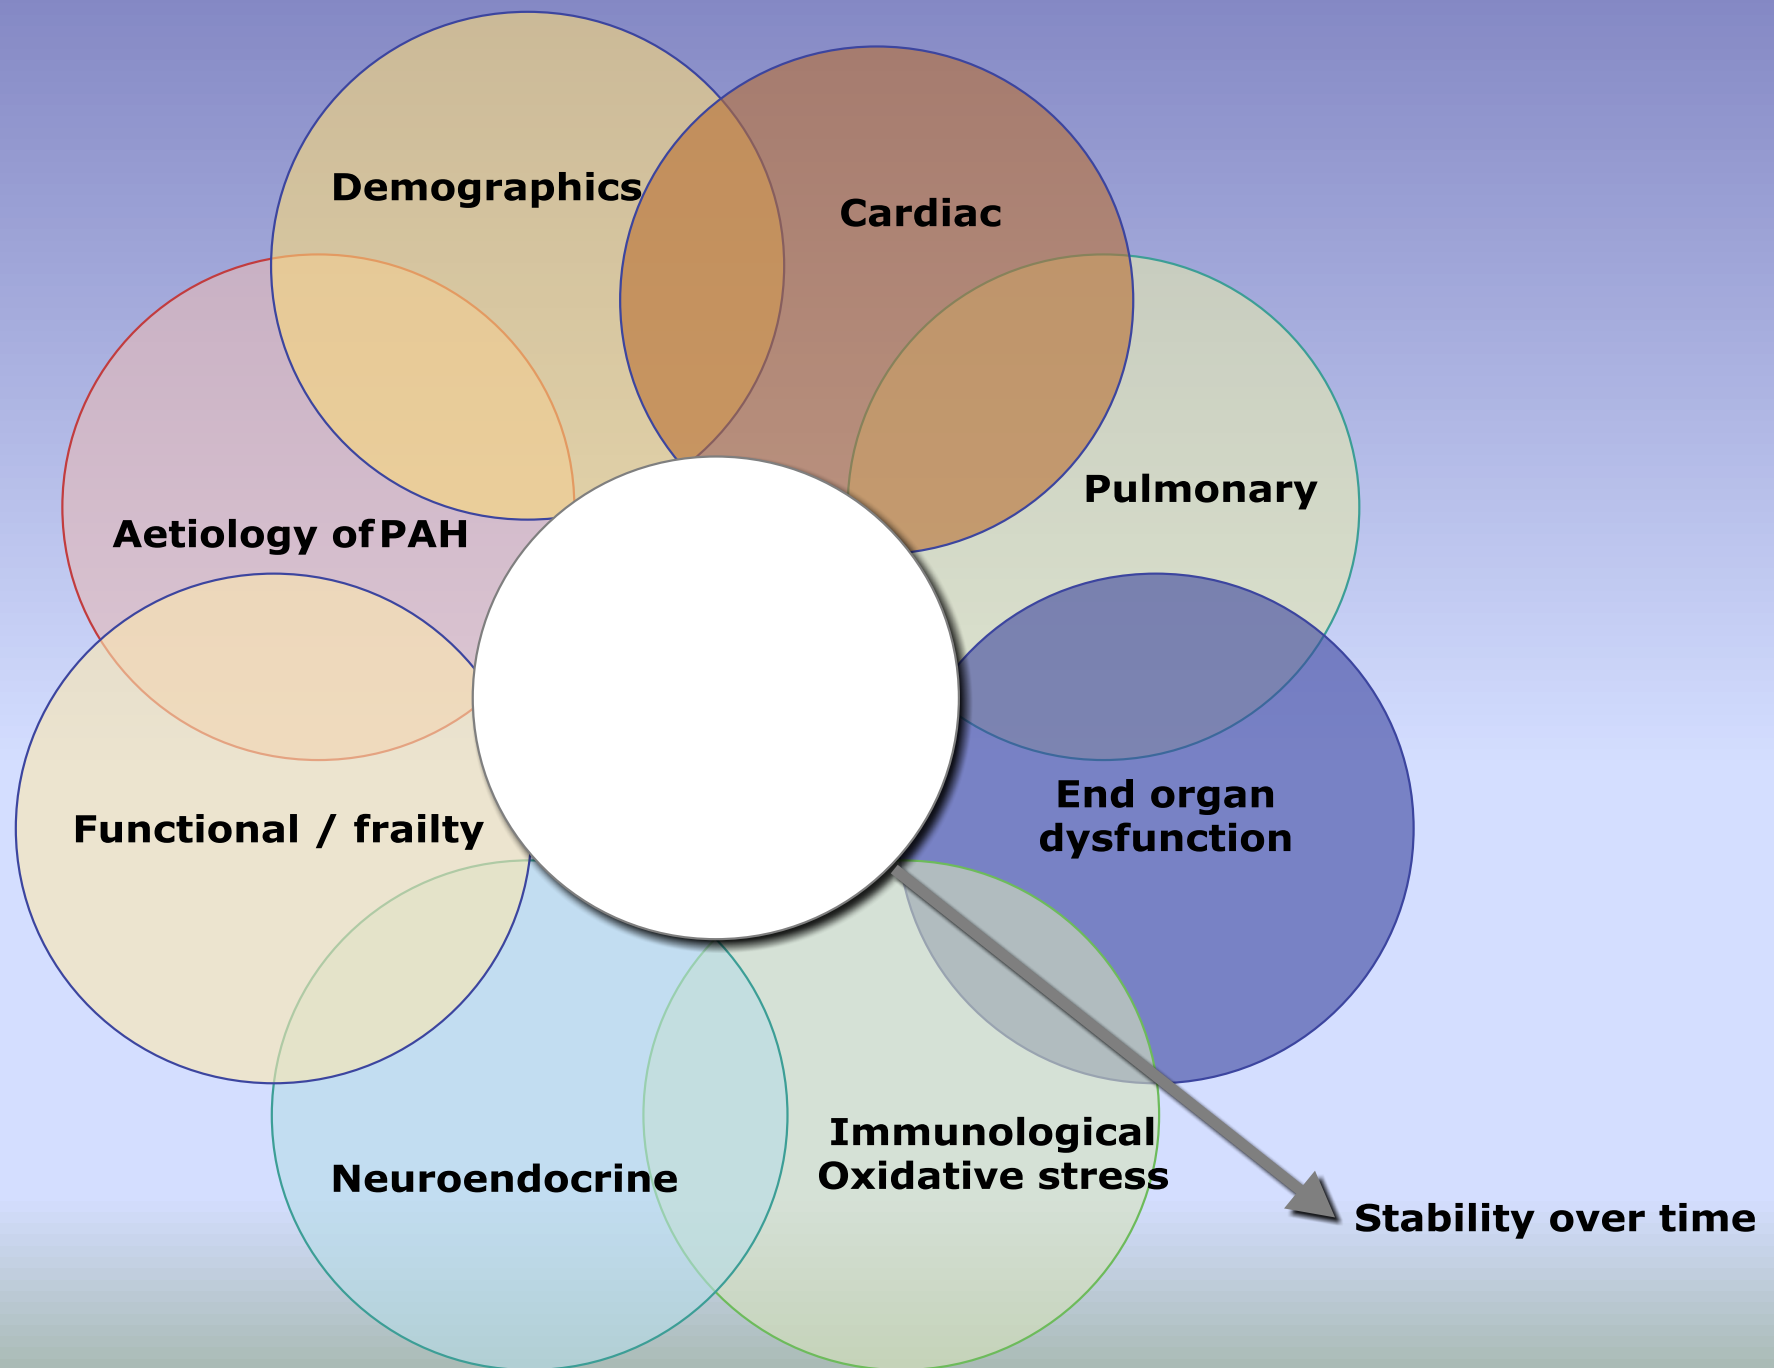 Demographics
Cardiac
Pulmonary
Aetiology of PAH
End organ
dysfunction
Functional / frailty
Immunological
Oxidative stress
Neuroendocrine
Stability over time